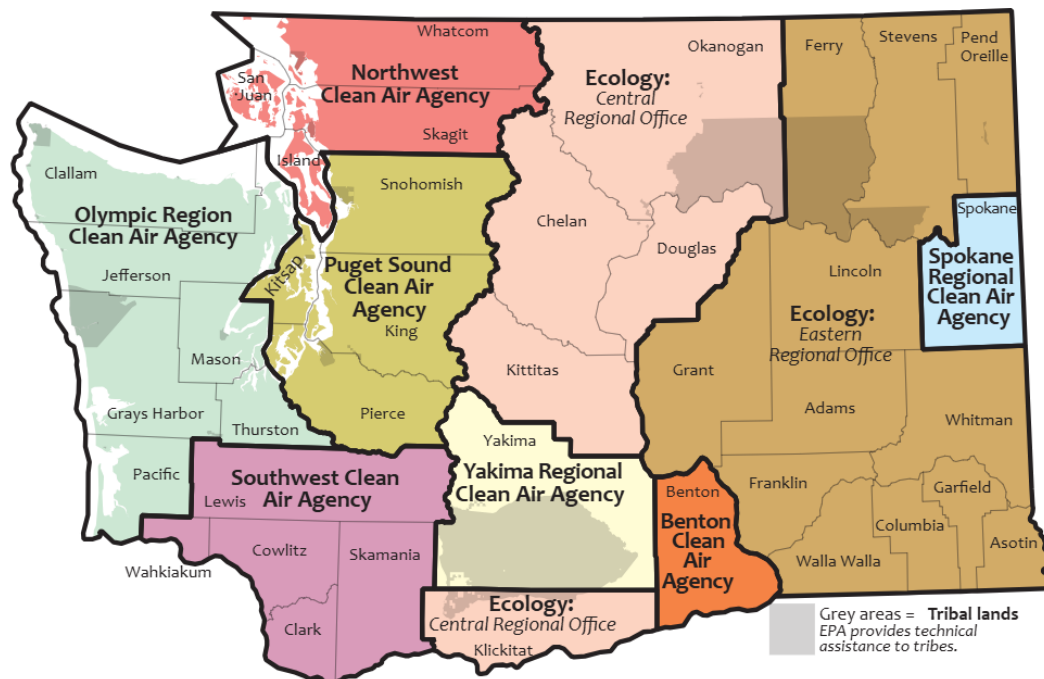 Whatcom
Okanogan
Ferry
Stevens
Pend
Oreille
San
Juan
Northwest
Clean Air Agency
Ecology:
Central
Regional Office
Skagit
Island
Clallam
Snohomish
Olympic Region
Clean Air Agency
Chelan
Douglas
Spokane
Jefferson
Kitsap
Puget Sound
Clean Air
Agency
King
Lincoln
Spokane
Regional
Clean Air
Agency
Ecology:
Eastern
Regional Office
Mason
Kittitas
Grant
Adams
Whitman
Grays Harbor
Thurston
Pierce
Yakima
Pacific
Southwest Clean
Air Agency
Lewis
Yakima Regional
Clean Air Agency
Benton
Benton
Clean
Air
Agency
Franklin
Garfield
Columbia
Asotin
Walla Walla
Wahkiakum
Cowlitz
Skamania
Clark
Ecology:
Central Regional Office
Klickitat
Grey areas = Tribal lands
EPA provides technical
assistance to tribes.